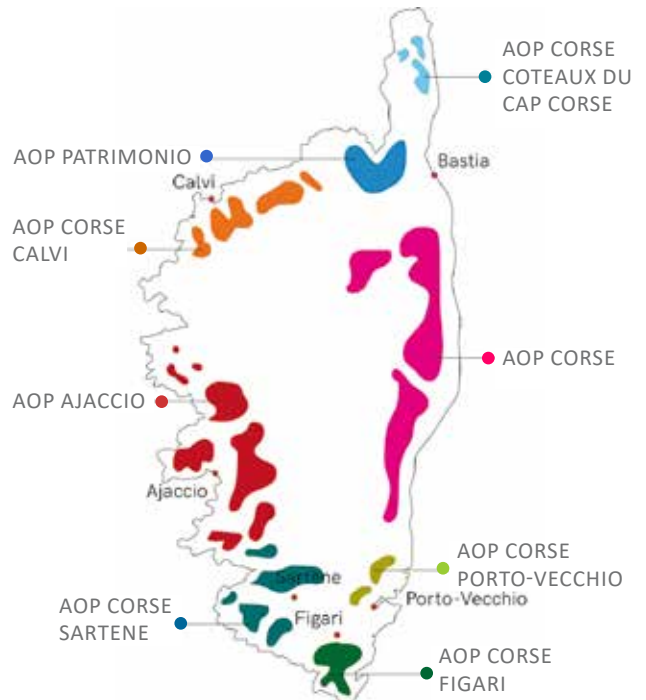 AOP CORSE
COTEAUX DU
CAP CORSE
AOP PATRIMONIO
Bastia
Calvi
AOP CORSE
CALVI
AOP CORSE
AOP AJACCIO
Ajaccio
AOP CORSE
PORTO-VECCHIO
Sartène
Porto-Vecchio
AOP CORSE
SARTENE
Figari
AOP CORSE
FIGARI